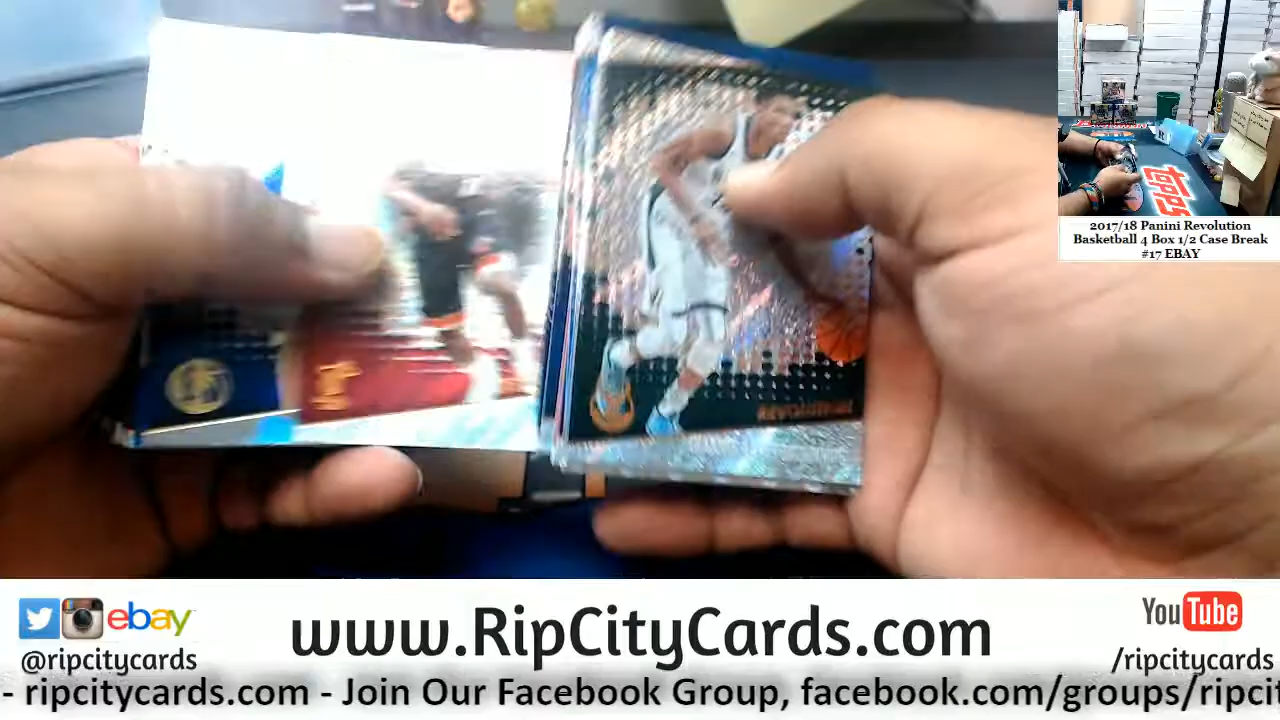 TOPPS
2017/18 Panini Revolution
Basketball 4 Box 1/2 Case Break
#17 EBAY
ebay
www.RipCityCards.com
You Tube
@ripcitycards
/ripcitycards
- ripcitycards.com - Join Our Facebook Group, facebook.com/groups/ripcit